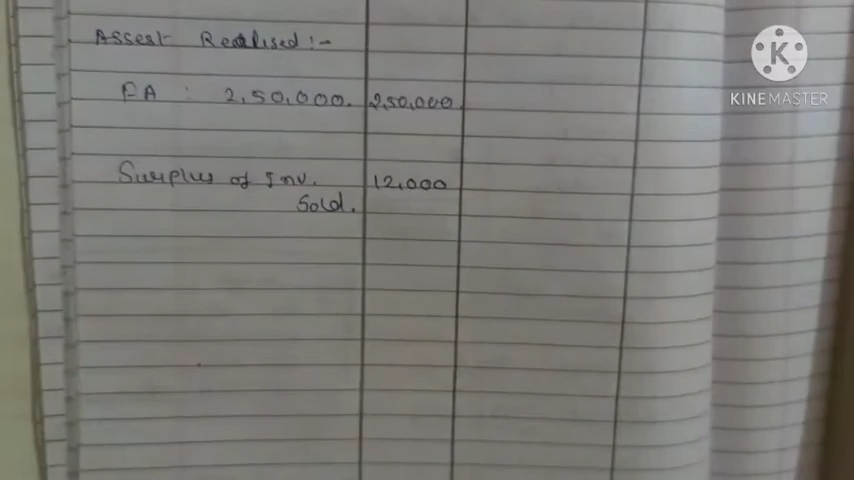 Assest Realised :-
FA : 2,50,000. 2,50,000.
Surplus of Inv. 12,000
Sold.
KINEMASTER